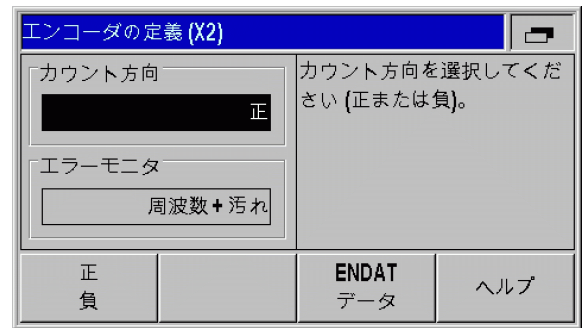 エンコーダの定義 (X2)
カウント方向
正
エラーモニタ
周波数 + 汚れ
カウント方向を選択してくだ
さい (正または負)。
正
負
ENDAT
データ
ヘルプ